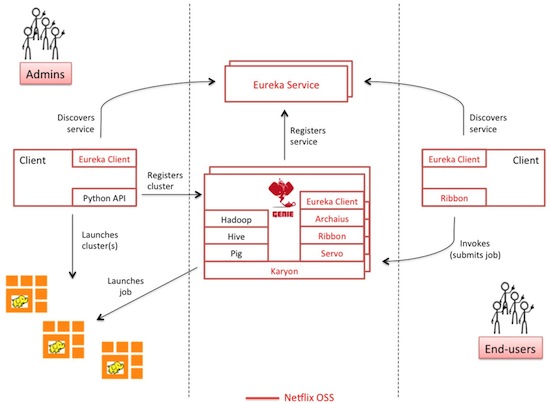 Admins
Eureka Service
Discovers
service
Registers
service
Discovers
service
Client
Eureka Client
Python API
Registers
cluster
GENIE
Hadoop
Hive
Pig
Eureka Client
Archaius
Ribbon
Servo
Karyon
Eureka Client
Client
Ribbon
Launches
cluster(s)
Launches
job
Invokes
(submits job)
End-users
Netflix OSS